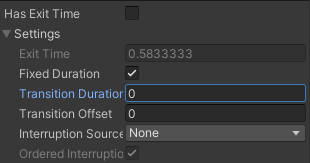 Has Exit Time
Settings
Exit Time 0.5833333
Fixed Duration
Transition Duration 0
Transition Offset 0
Interruption Source None
Ordered Interruptio